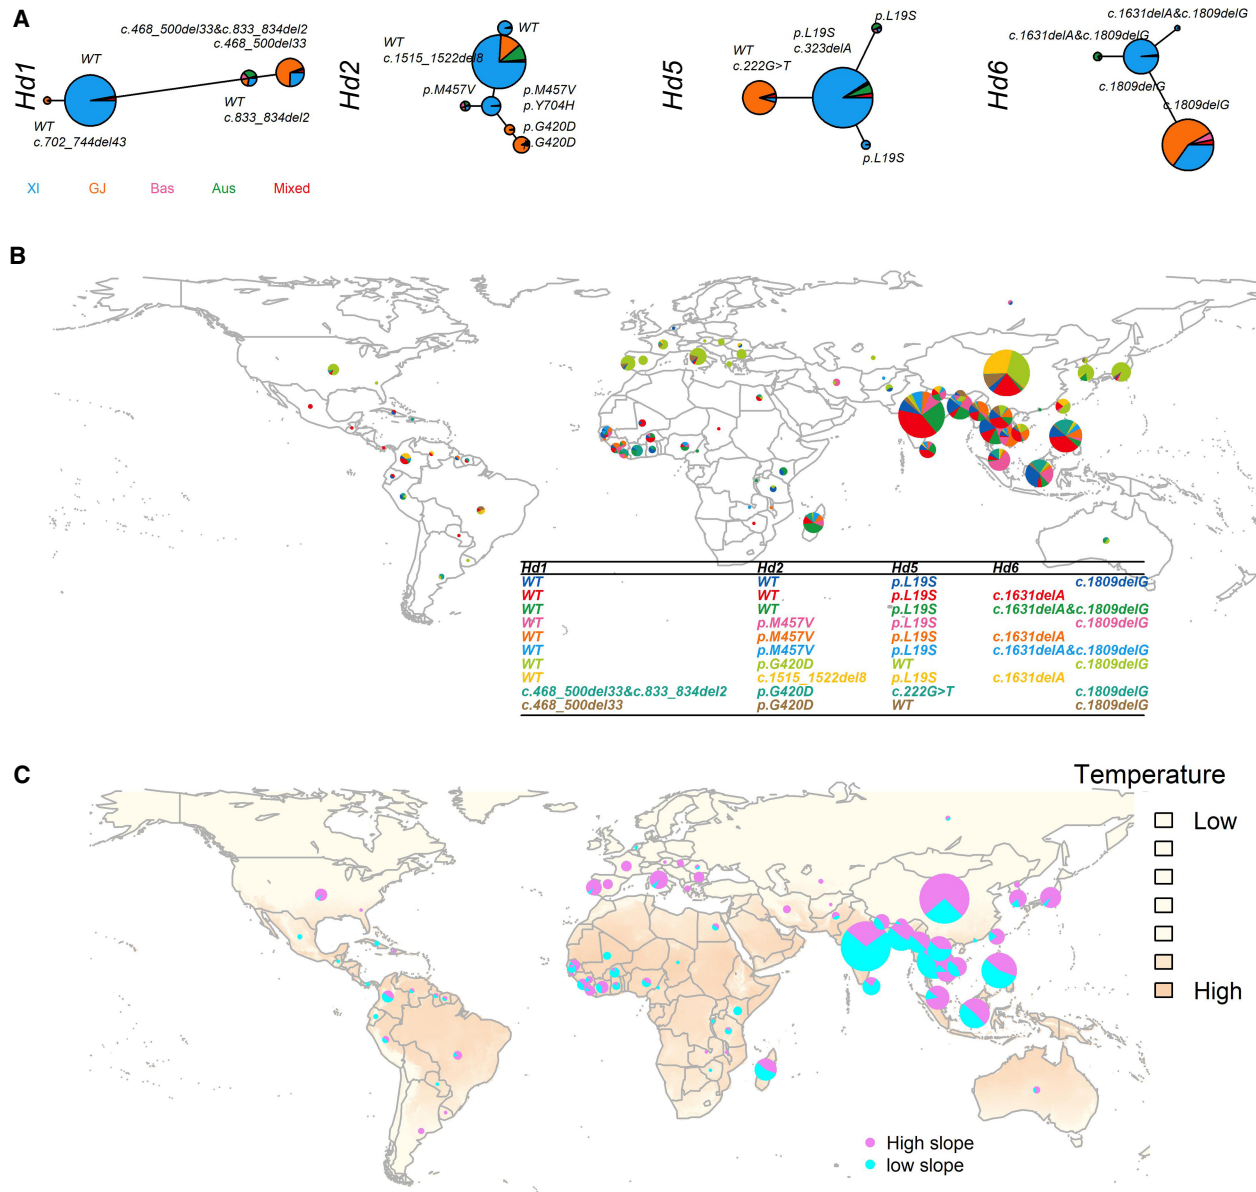 A
Hd1
WT
c.468_500del33&c.833_834del2
c.468_500del33
WT
c.702_744del43
WT
c.833_834del2
Hd2
WT
WT
c.1515_1522del8
p.M457V
p.M457V
p.Y704H
p.G420D
p.G420D
Hd5
p.L19S
p.L19S
c.323delA
WT
c.222G>T
p.L19S
Hd6
c.1631delA&c.1809delG
c.1631delA&c.1809delG
c.1809delG
c.1809delG
XI GJ Bas Aus Mixed
B
Hd1 Hd2 Hd5 Hd6
WT WT p.L19S c.1809delG
WT WT p.L19S c.1631delA
WT WT p.L19S c.1631delA&c.1809delG
WT p.M457V p.L19S c.1809delG
WT p.M457V p.L19S c.1631delA
WT p.M457V p.L19S c.1631delA&c.1809delG
WT p.G420D WT c.1809delG
WT c.1515_1522del8 p.L19S c.1631delA
c.468_500del33&c.833_834del2 p.G420D c.222G>T c.1809delG
c.468_500del33 p.G420D WT c.1809delG
C
Temperature
Low
High
High slope
low slope